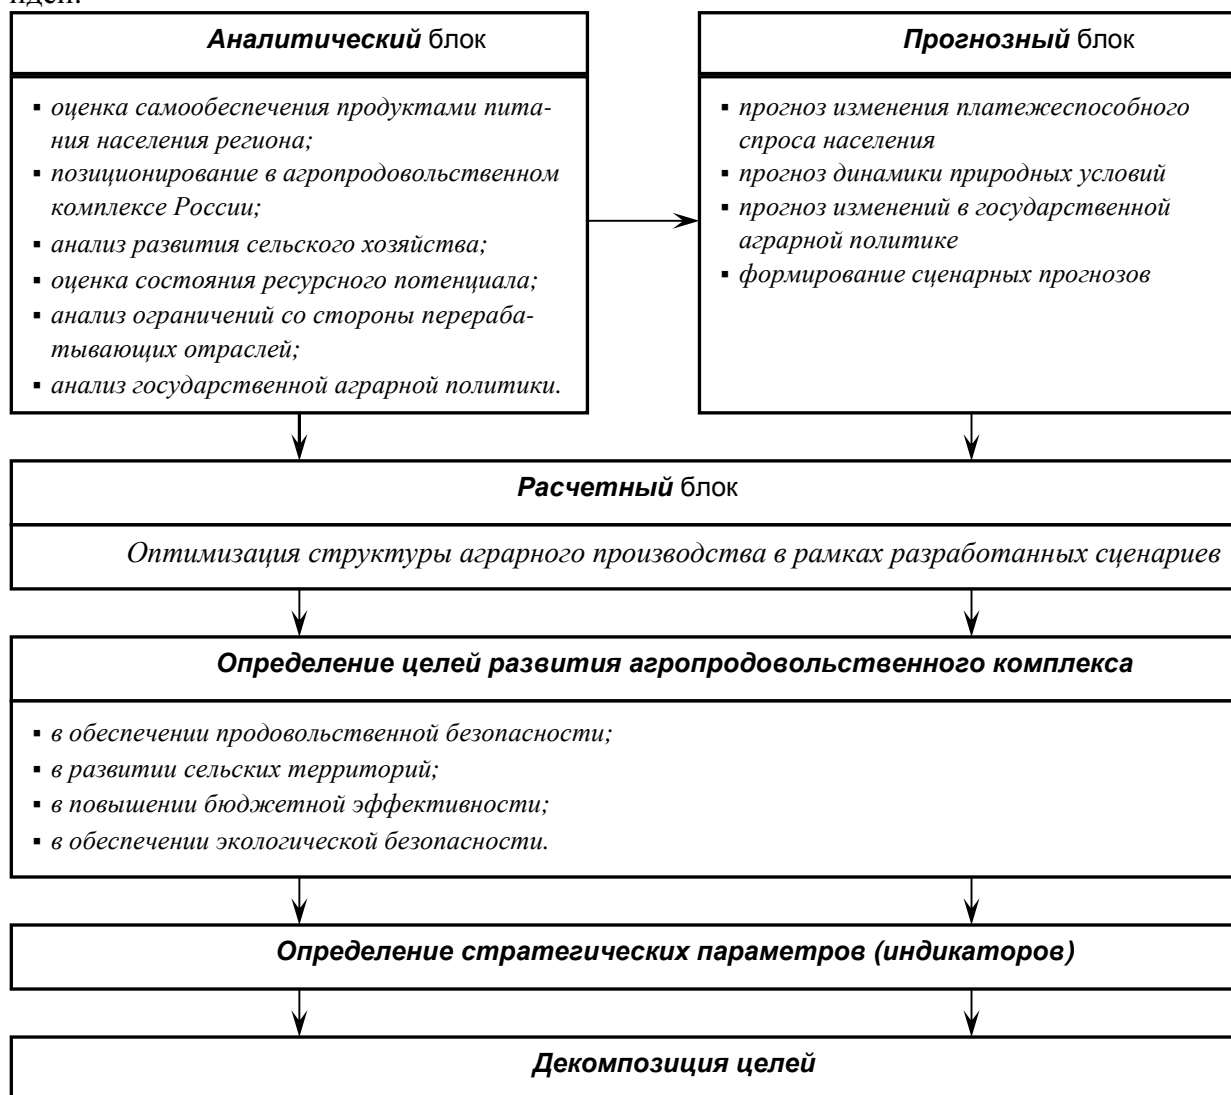 идеи:
Аналитический блок
▪ оценка самообеспечения продуктами пита-
ния населения региона;
▪ позиционирование в агропродовольственном
комплексе России;
▪ анализ развития сельского хозяйства;
▪ оценка состояния ресурсного потенциала;
▪ анализ ограничений со стороны перераба-
тывающих отраслей;
▪ анализ государственной аграрной политики.
Прогнозный блок
▪ прогноз изменения платежеспособного
спроса населения
▪ прогноз динамики природных условий
▪ прогноз изменений в государственной
аграрной политике
▪ формирование сценарных прогнозов
Расчетный блок
Оптимизация структуры аграрного производства в рамках разработанных сценариев
Определение целей развития агропродовольственного комплекса
▪ в обеспечении продовольственной безопасности;
▪ в развитии сельских территорий;
▪ в повышении бюджетной эффективности;
▪ в обеспечении экологической безопасности.
Определение стратегических параметров (индикаторов)
Декомпозиция целей